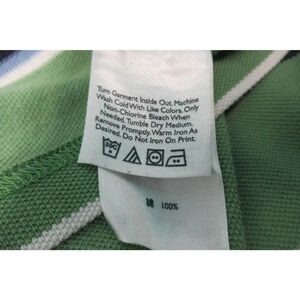 Turn Garment Inside Out. Machine
Wash Cold With Like Colors. Only
Non-Chlorine Bleach When
Needed. Tumble Dry Medium.
Remove Promptly. Warm Iron As
Desired. Do Not Iron On Print.
100%